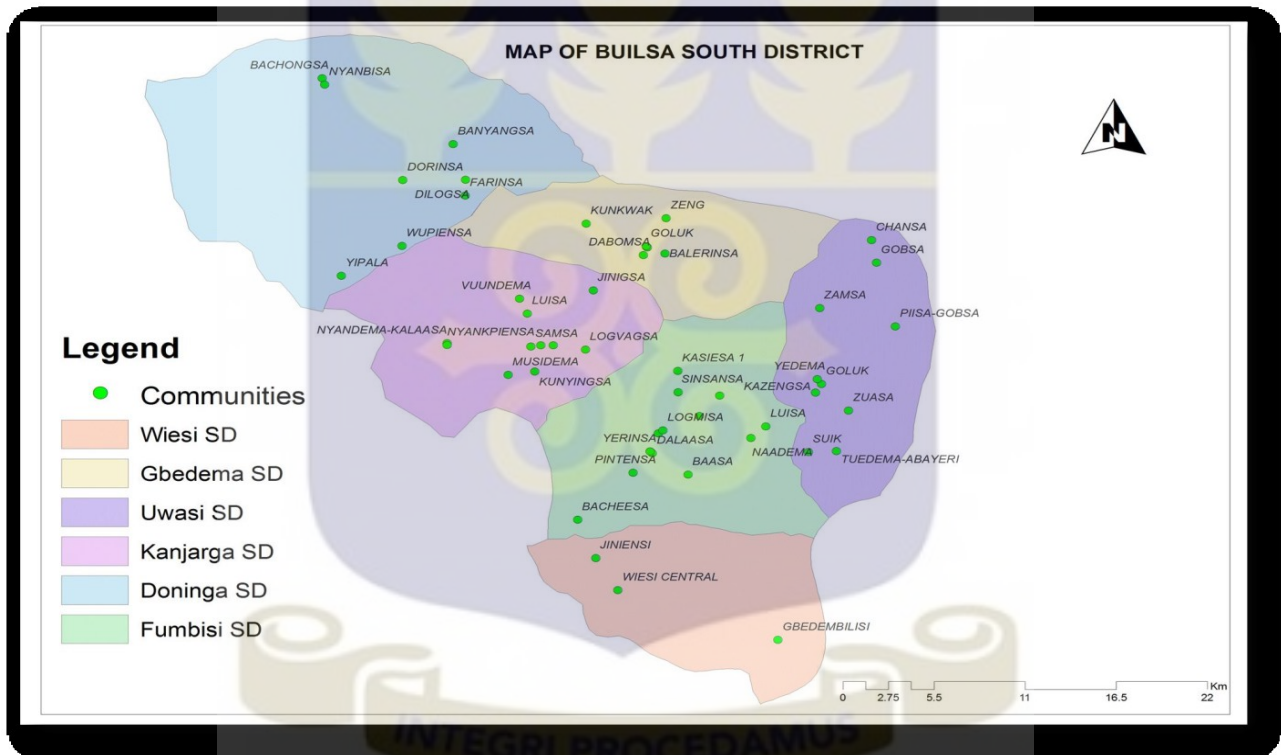 MAP OF BUILSA SOUTH DISTRICT
BACHONGSA
NYANBISA
BANYANGSA
DORINSA
FARINSA
DILOGSA
N
KUNKWAK
ZENG
GOLUK
DABOMSA
BALERINSA
CHANSA
GOBSA
WUPIENSA
YIPALA
JINIGSA
VUUNDEMA
LUISA
ZAMSA
PIISA-GOBSA
NYANDEMA-KALAASA
NYANKPIENSA
SAMSA
LOGVAGSA
MUSIDEMA
KUNYINGSA
KASIESA 1
SINSANSA
YEDEMA
GOLUK
KAZENGSA
ZUASA
LOGMISA
LUISA
YERINSA
DALAASA
NAADEMA
SUIK
TUEDEMA-ABAYERI
PINTENSA
BAASA
BACHEESA
JINIENSI
WIESI CENTRAL
GBEDEMBILISI
Legend
Communities
Wiesi SD
Gbedema SD
Uwasi SD
Kanjarga SD
Doninga SD
Fumbisi SD
Km
0 2.75 5.5 11 16.5 22
INTEGRI PROCEDAMUS